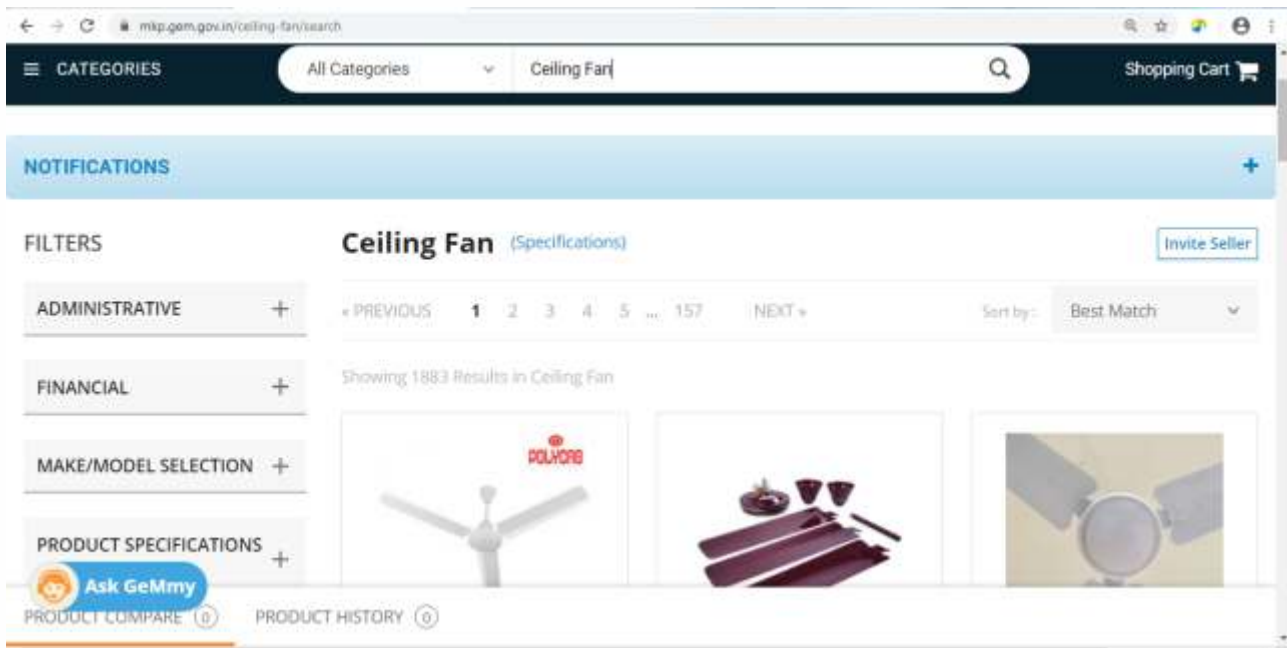 mkp.gem.gov.in/ceiling-fan/search
CATEGORIES
All Categories
Ceiling Fan
Shopping Cart
NOTIFICATIONS
FILTERS
Ceiling Fan (Specifications)
Invite Seller
ADMINISTRATIVE
« PREVIOUS 1 2 3 4 5 ... 157 NEXT »
Sort by :
Best Match
FINANCIAL
Showing 1883 Results in Ceiling Fan
MAKE/MODEL SELECTION
POLYCAB
PRODUCT SPECIFICATIONS
Ask GeMmy
PRODUCT COMPARE 0
PRODUCT HISTORY 0